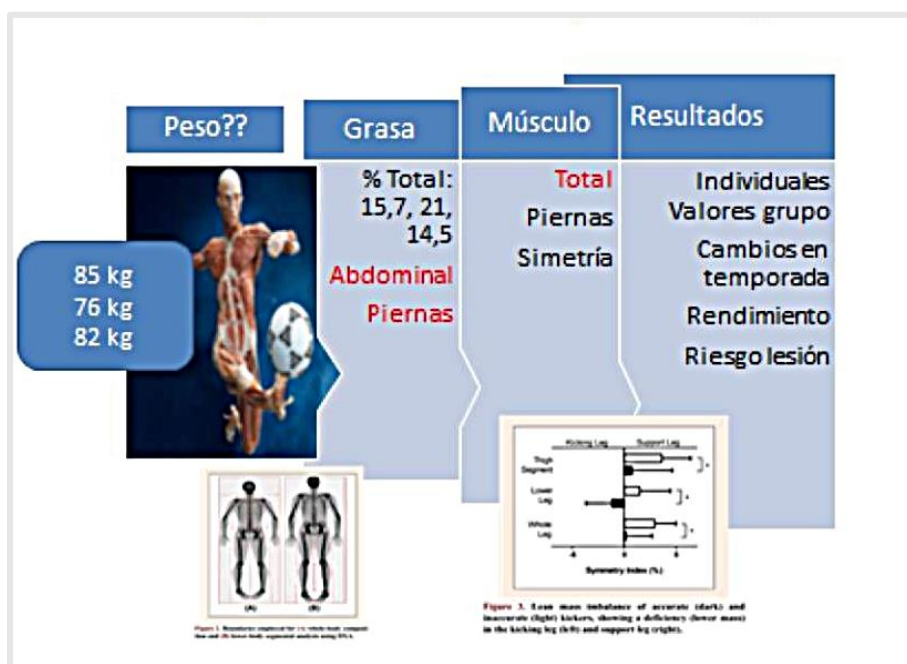 Peso??
85 kg
76 kg
82 kg
Grasa
% Total:
15,7, 21,
14,5
Abdominal
Piernas
Músculo
Total
Piernas
Simetría
Resultados
Individuales
Valores grupo
Cambios en
temporada
Rendimiento
Riesgo lesión
(A)
(B)
Kicking Leg
Support Leg
Thigh
Segment
Lower
Leg
Whole
Leg
0
Symmetry Index (%)
Figure 3. Lean mass imbalance of accurate (dark) and
inaccurate (light) kickers, showing a deficiency (lower mass)
in the kicking leg (left) and support leg (right).